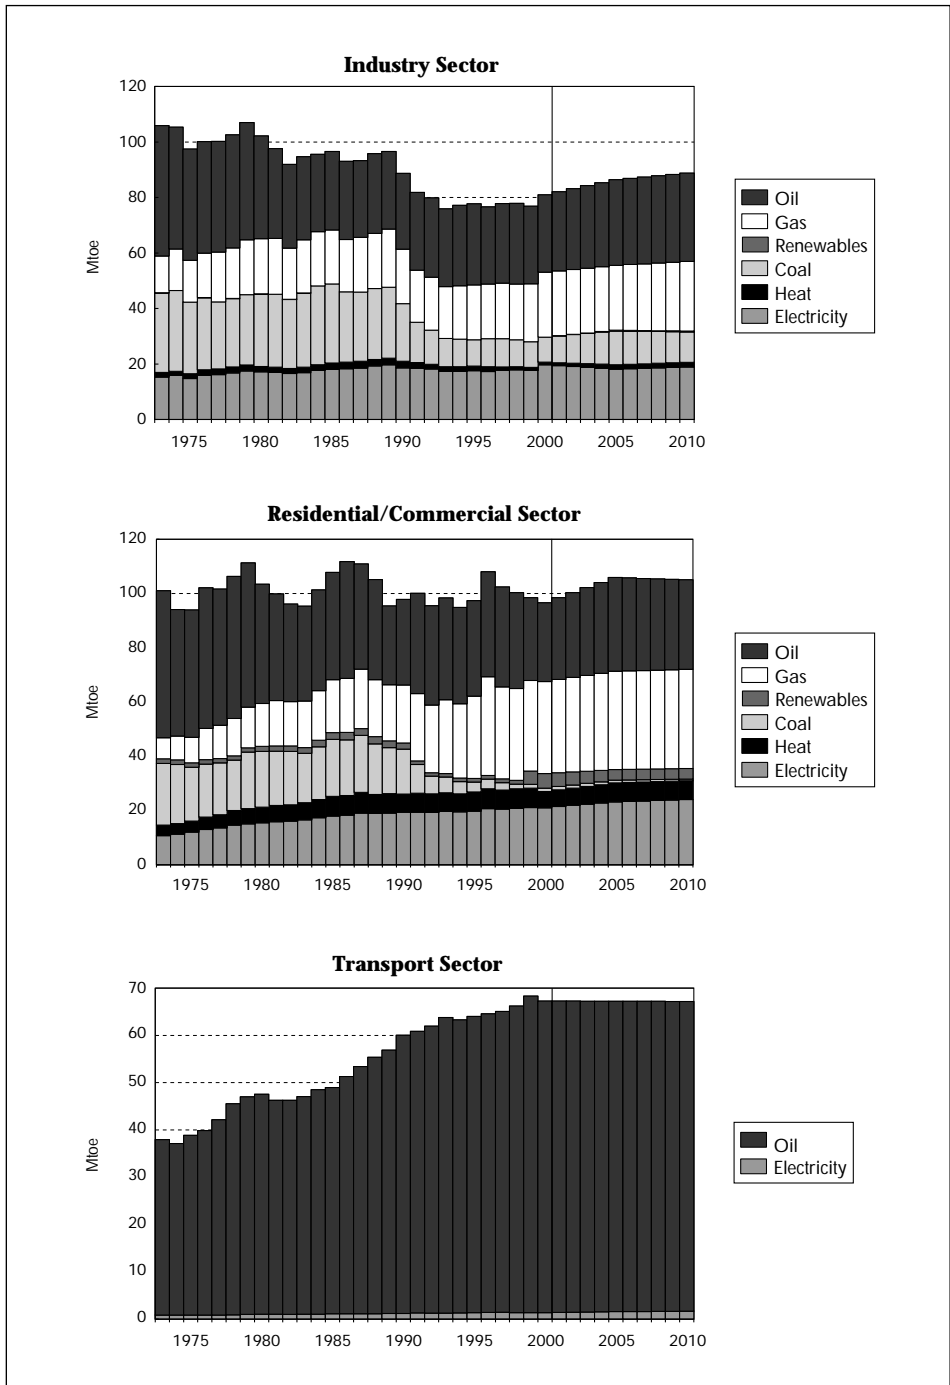 Industry Sector
120
100
80
60
40
20
0
Mtoe
1975 1980 1985 1990 1995 2000 2005 2010
Oil
Gas
Renewables
Coal
Heat
Electricity
Residential/Commercial Sector
120
100
80
60
40
20
0
Mtoe
1975 1980 1985 1990 1995 2000 2005 2010
Oil
Gas
Renewables
Coal
Heat
Electricity
Transport Sector
70
60
50
40
30
20
10
0
Mtoe
1975 1980 1985 1990 1995 2000 2005 2010
Oil
Electricity